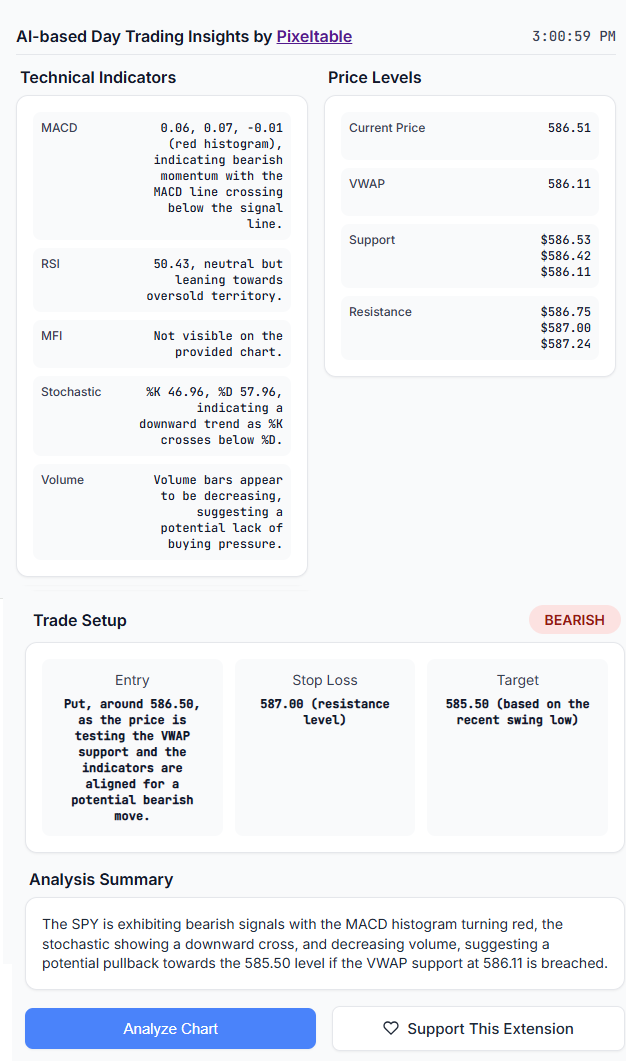 AI-based Day Trading Insights by Pixeltable
3:00:59 PM
Technical Indicators
MACD
0.06, 0.07, -0.01
(red histogram),
indicating bearish
momentum with the
MACD line crossing
below the signal
line.
RSI
50.43, neutral but
leaning towards
oversold territory.
MFI
Not visible on the
provided chart.
Stochastic
%K 46.96, %D 57.96,
indicating a
downward trend as %K
crosses below %D.
Volume
Volume bars appear
to be decreasing,
suggesting a
potential lack of
buying pressure.
Price Levels
Current Price
586.51
VWAP
586.11
Support
$586.53
$586.42
$586.11
Resistance
$586.75
$587.00
$587.24
Trade Setup
BEARISH
Entry
Put, around 586.50,
as the price is
testing the VWAP
support and the
indicators are
aligned for a
potential bearish
move.
Stop Loss
587.00 (resistance
level)
Target
585.50 (based on the
recent swing low)
Analysis Summary
The SPY is exhibiting bearish signals with the MACD histogram turning red, the
stochastic showing a downward cross, and decreasing volume, suggesting a
potential pullback towards the 585.50 level if the VWAP support at 586.11 is breached.
Analyze Chart
Support This Extension